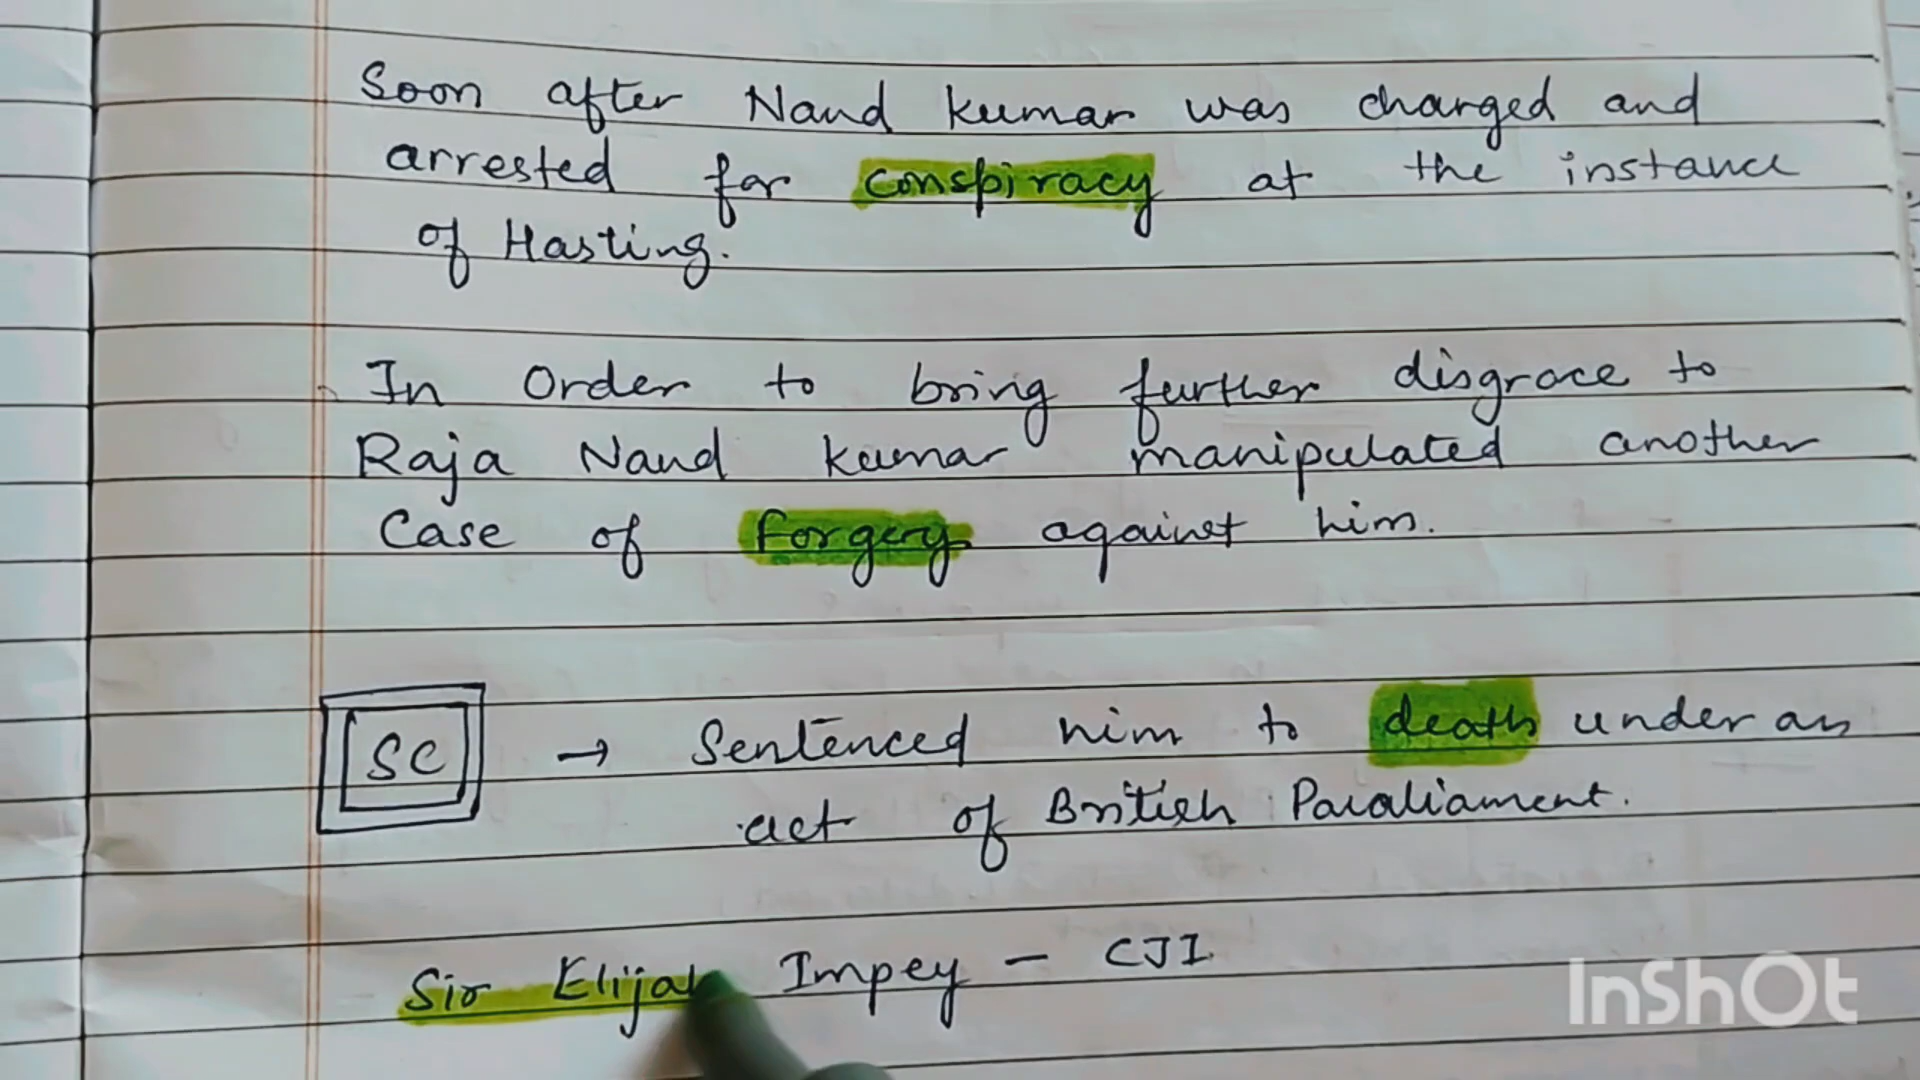 Soon after Nand Kumar was charged and
arrested for conspiracy at the instance
of Hasting.
In Order to bring further disgrace to
Raja Nand Kumar manipulated another
Case of Forgery against him.
SC → Sentenced him to death under an
act of British Paraliament.
Sir Elijah Impey - CJI
InShOt